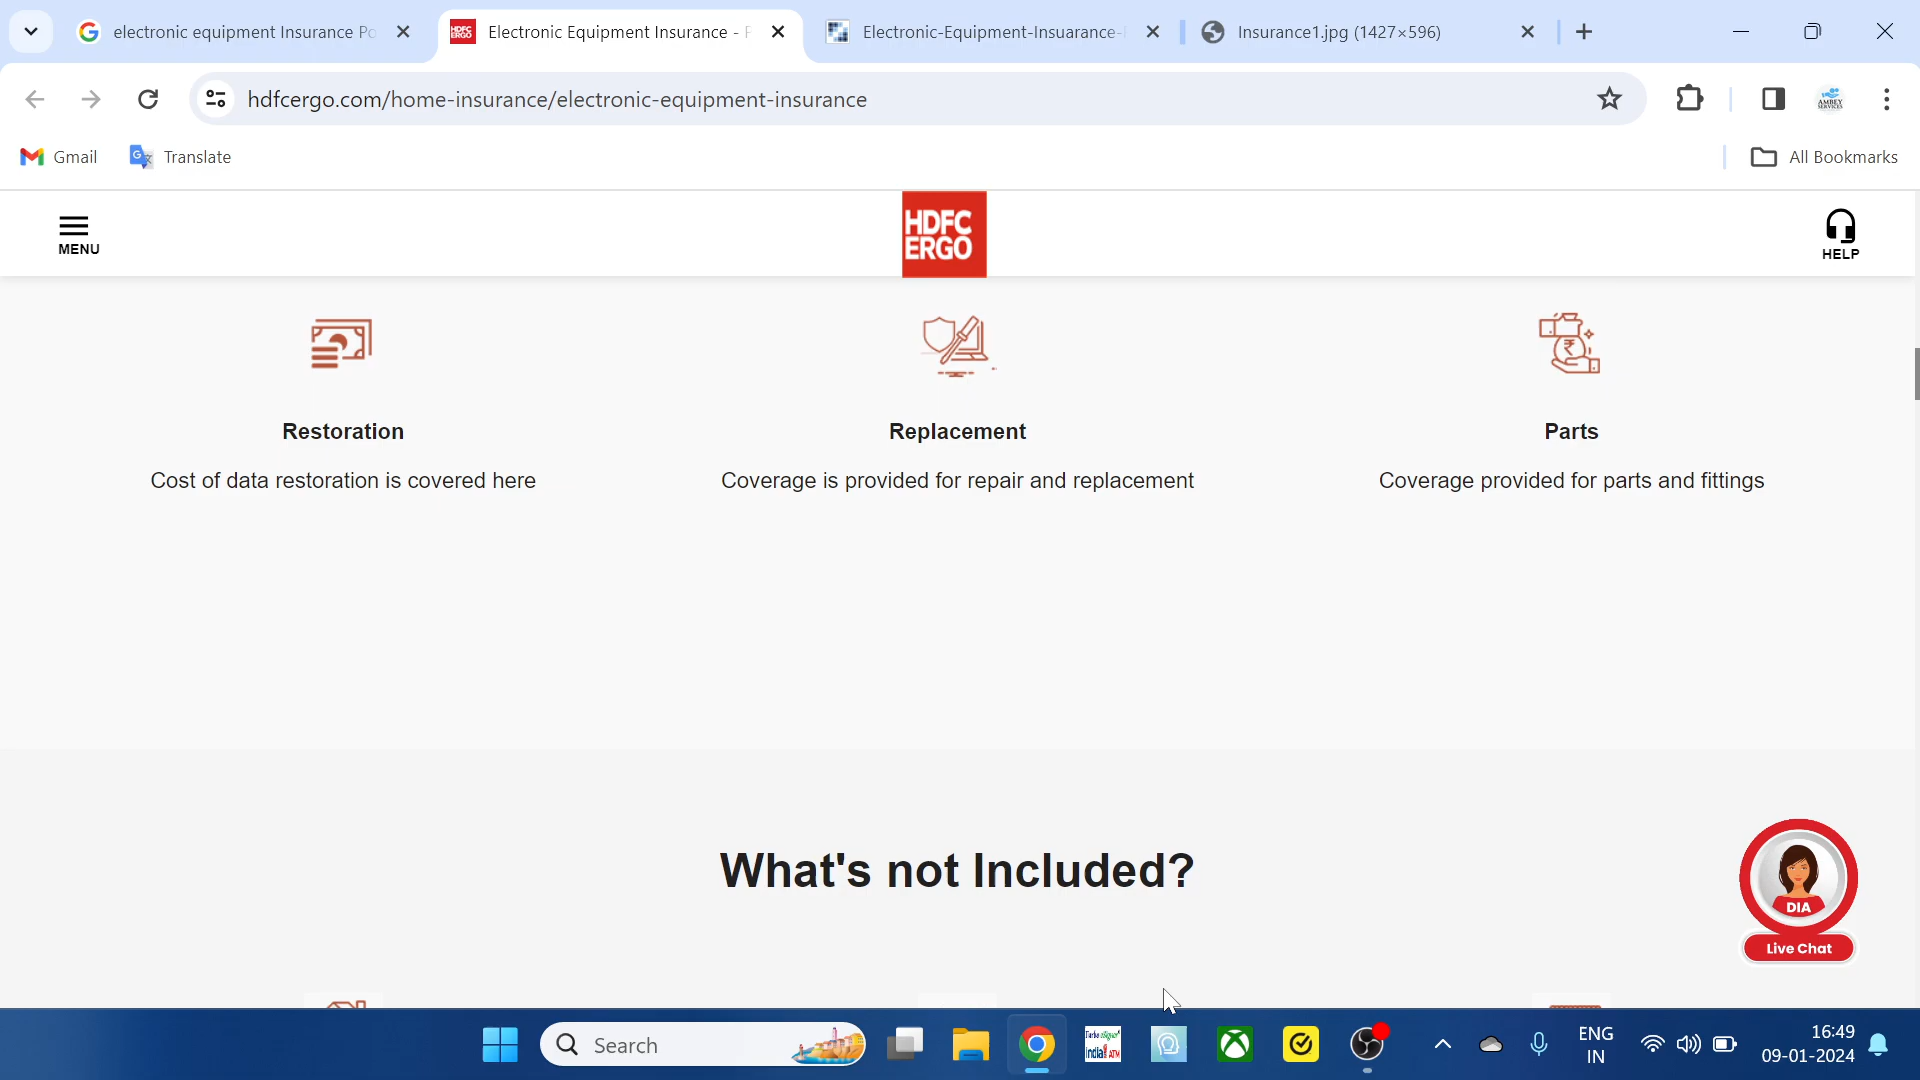 electronic equipment Insurance Po
Electronic Equipment Insurance - P
Electronic-Equipment-Insuarance-
Insurance1.jpg (1427×596)
hdfcergo.com/home-insurance/electronic-equipment-insurance
AMBEY
SERVICES
Gmail
Translate
All Bookmarks
MENU
HDFC
ERGO
HELP
Restoration
Replacement
Parts
Cost of data restoration is covered here
Coverage is provided for repair and replacement
Coverage provided for parts and fittings
What's not Included?
DIA
Live Chat
Search
ENG
IN
16:49
09-01-2024